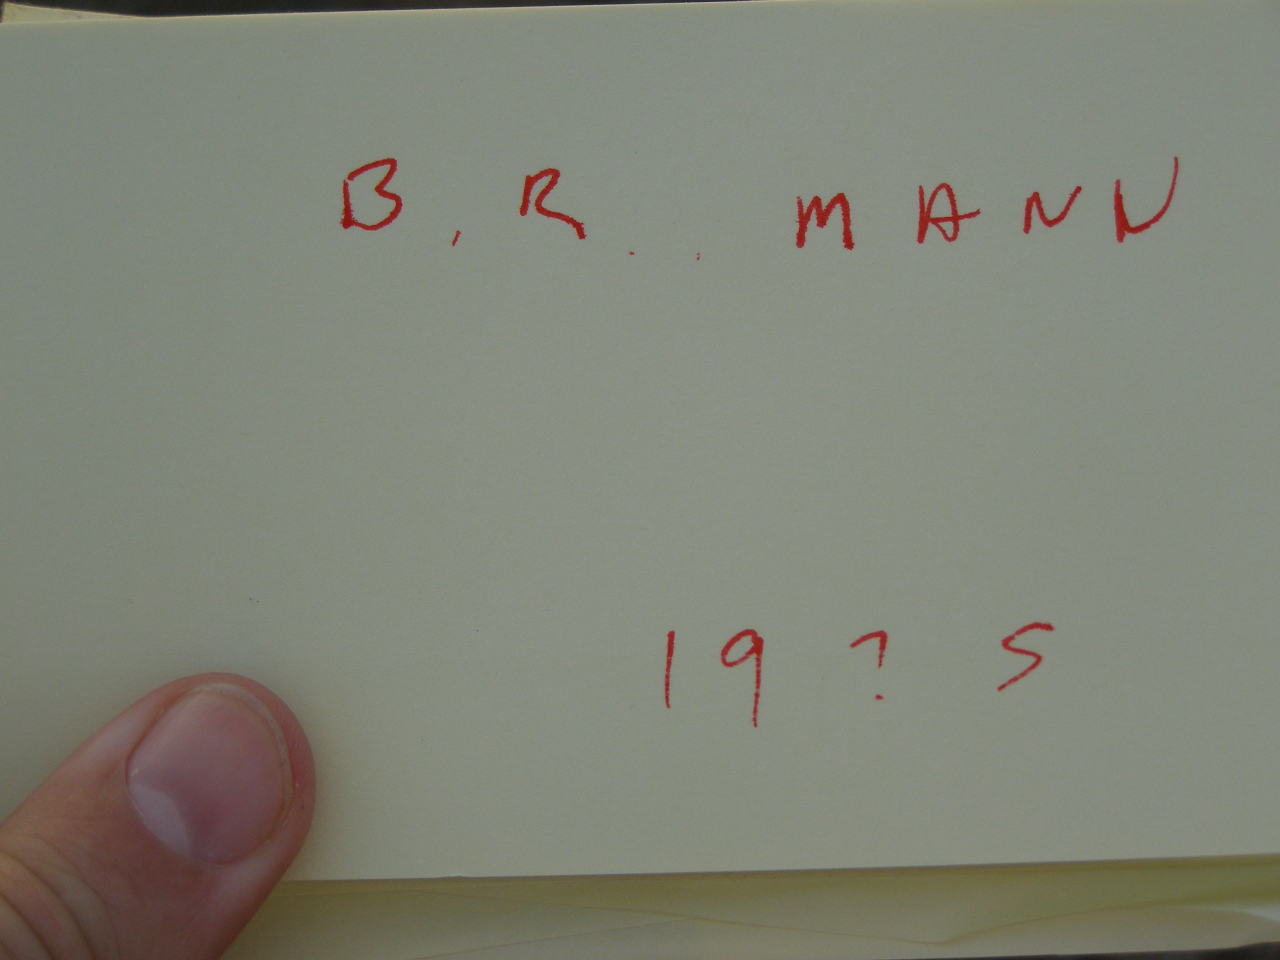 B. R. . MANN
19 ? 5